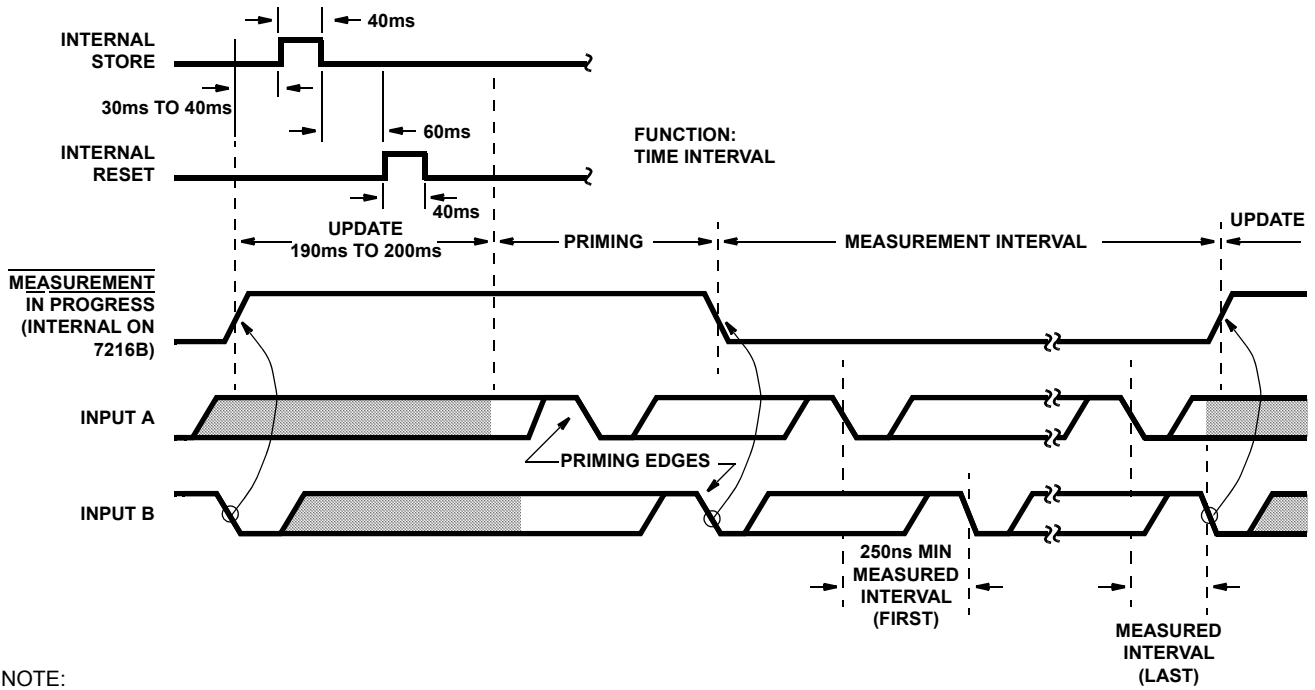 40ms
INTERNAL
STORE
30ms TO 40ms
60ms
FUNCTION:
TIME INTERVAL
INTERNAL
RESET
40ms
UPDATE
190ms TO 200ms
PRIMING
MEASUREMENT INTERVAL
UPDATE
MEASUREMENT
IN PROGRESS
(INTERNAL ON
7216B)
INPUT A
PRIMING EDGES
INPUT B
250ns MIN
MEASURED
INTERVAL
(FIRST)
MEASURED
INTERVAL
(LAST)
NOTE: